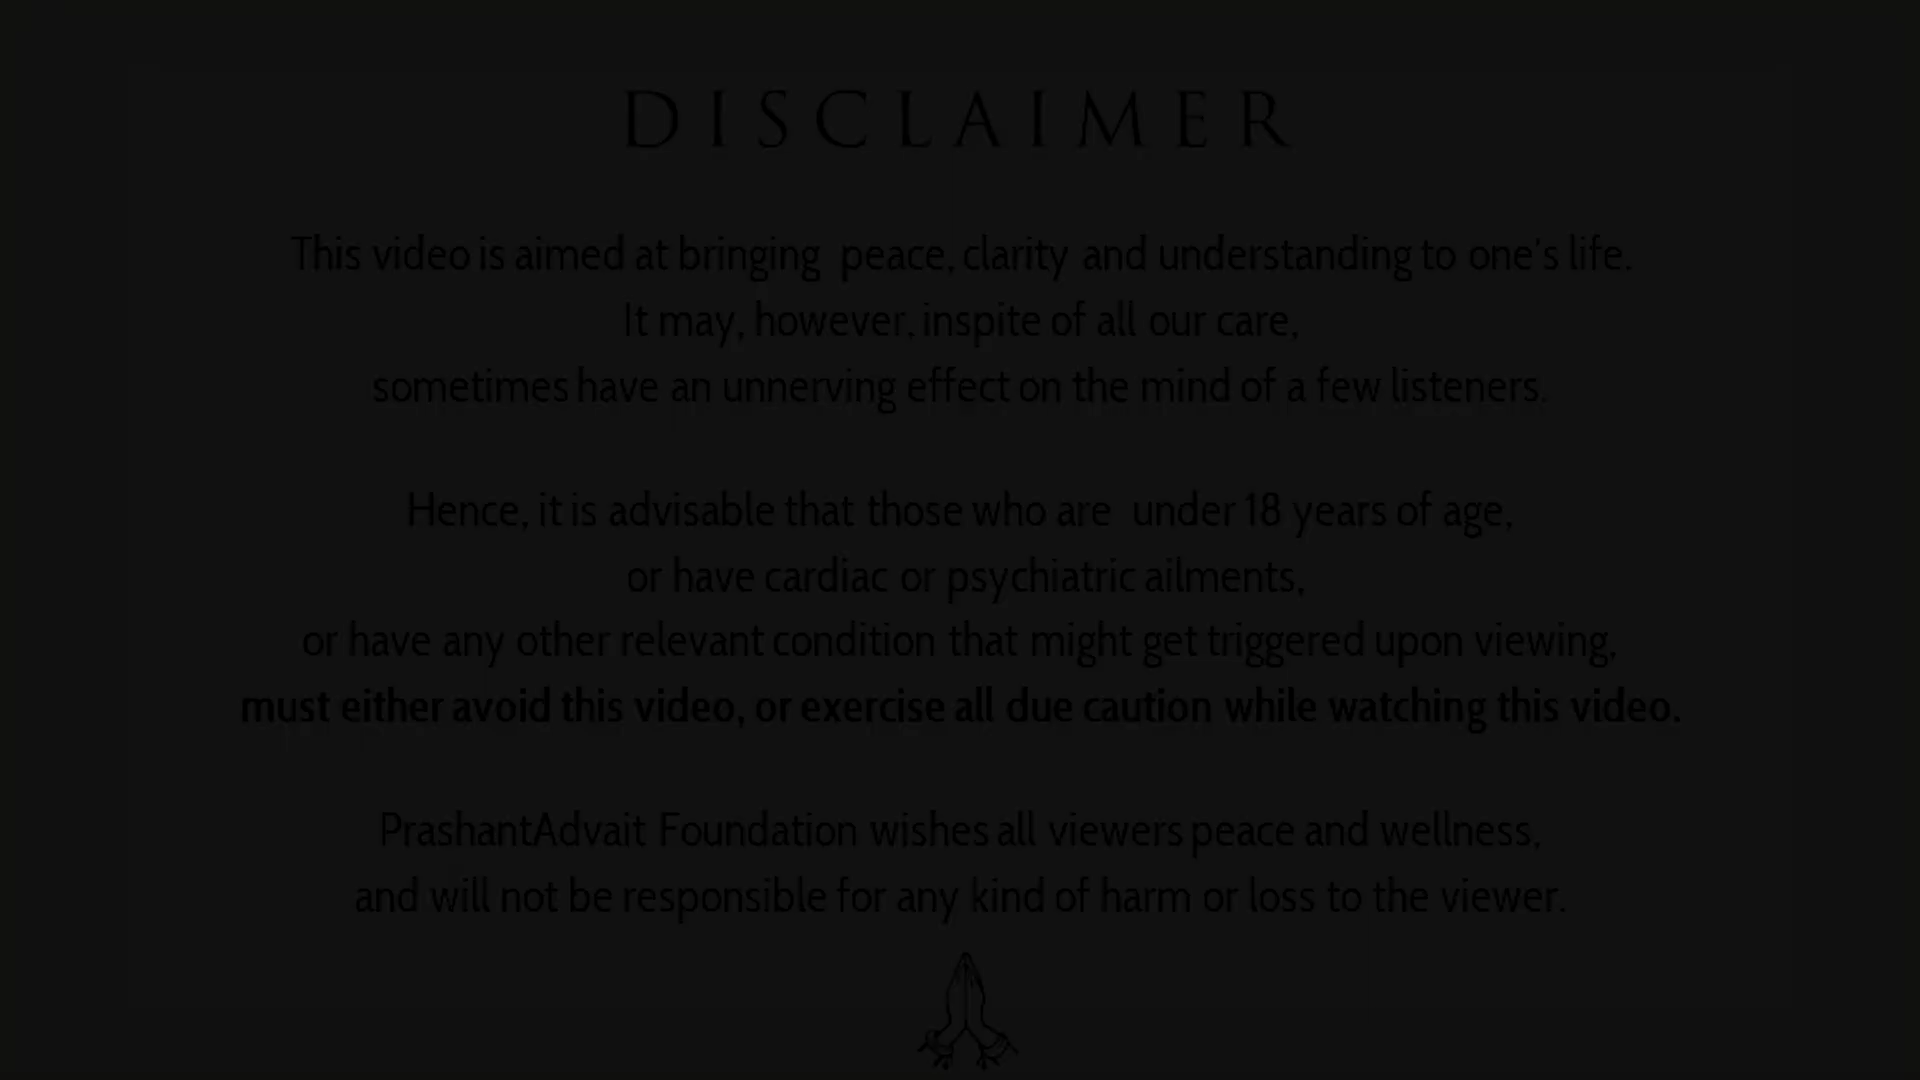 DISCLAIMER
This video is aimed at bringing peace, clarity and understanding to one's life.
It may, however, inspite of all our care,
sometimes have an unnerving effect on the mind of a few listeners.
Hence, it is advisable that those who are under 18 years of age,
or have cardiac or psychiatric ailments,
or have any other relevant condition that might get triggered upon viewing,
must either avoid this video, or exercise all due caution while watching this video.
PrashantAdvait Foundation wishes all viewers peace and wellness,
and will not be responsible for any kind of harm or loss to the viewer.